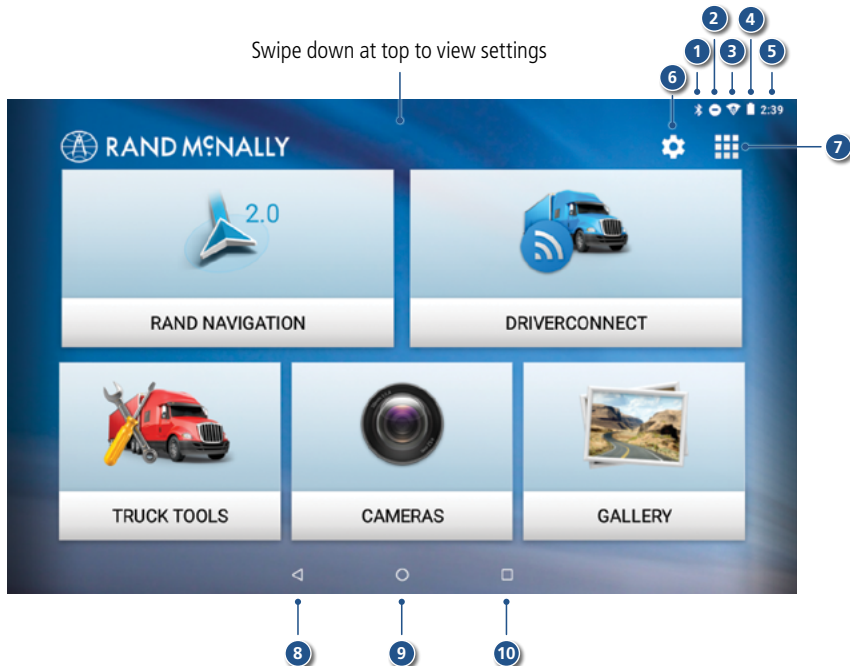 2 4
1 3 5
Swipe down at top to view settings
6
2:39
RAND MCNALLY
7
2.0
RAND NAVIGATION DRIVERCONNECT
TRUCK TOOLS CAMERAS GALLERY
8 9 10